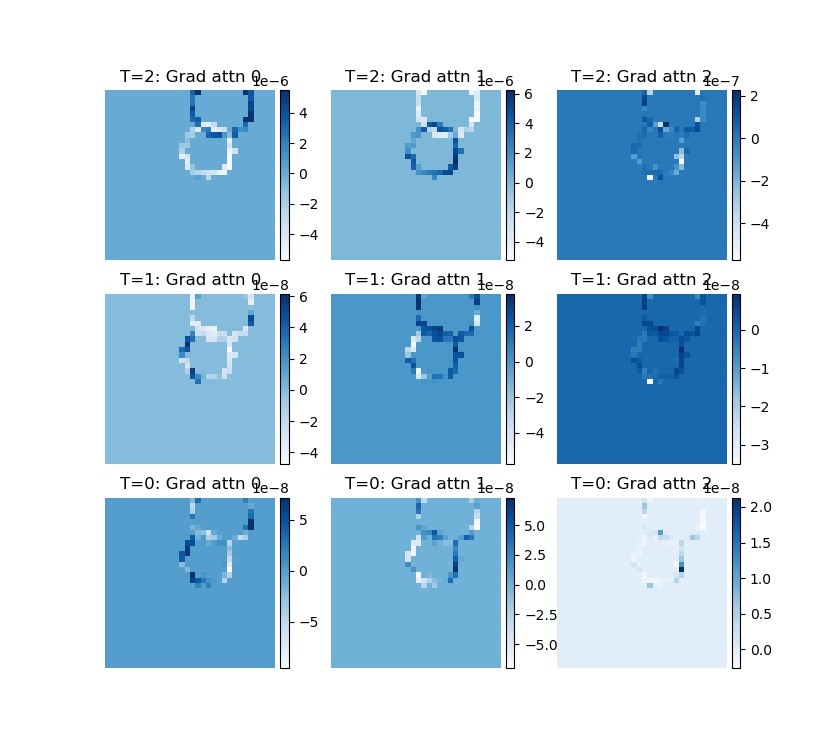 T=2: Grad attn 0
1e−6
4
2
0
−2
−4
T=2: Grad attn 1
1e−6
6
4
2
0
−2
−4
T=2: Grad attn 2
1e−7
2
0
−2
−4
T=1: Grad attn 0
1e−8
6
4
2
0
−2
−4
T=1: Grad attn 1
1e−8
2
0
−2
−4
T=1: Grad attn 2
1e−8
0
−1
−2
−3
T=0: Grad attn 0
1e−8
5
0
−5
T=0: Grad attn 1
1e−8
5.0
2.5
0.0
−2.5
−5.0
T=0: Grad attn 2
1e−8
2.0
1.5
1.0
0.5
0.0